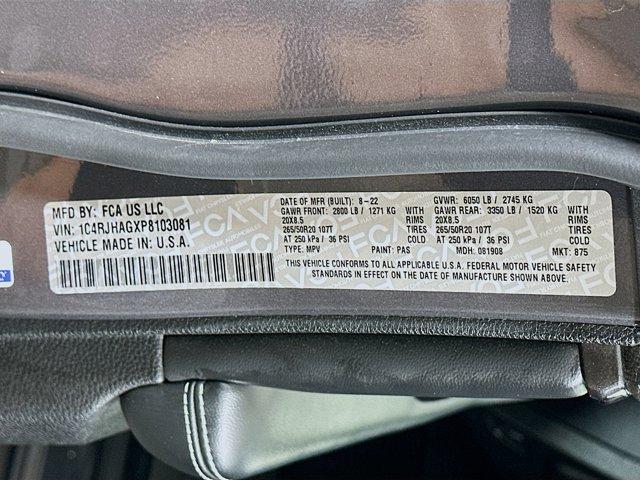 MFD BY: FCA US LLC
VIN: 1C4RJHAGXP8103081
VEHICLE MADE IN U.S.A.
DATE OF MFR (BUILT): 8-22 GVWR: 6050 LB / 2745 KG
GAWR FRONT: 2800 LB / 1271 KG WITH GAWR REAR: 3350 LB / 1520 KG WITH
20X8.5 RIMS 20X8.5 RIMS
265/50R20 107T TIRES 265/50R20 107T TIRES
AT 250 kPa / 36 PSI COLD AT 250 kPa / 36 PSI COLD
TYPE: MPV PAINT: PAS MDH: 081908 MKT: 875
THIS VEHICLE CONFORMS TO ALL APPLICABLE U.S.A. FEDERAL MOTOR VEHICLE SAFETY
STANDARDS IN EFFECT ON THE DATE OF MANUFACTURE SHOWN ABOVE.